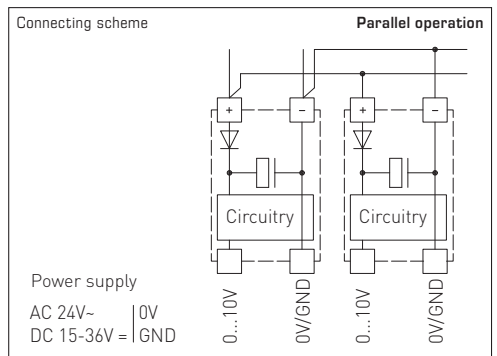 Connecting scheme
Parallel operation
+ − + −
Circuitry Circuitry
Power supply
AC 24V~ 0V
DC 15-36V = GND
0...10V
0V/GND
0...10V
0V/GND